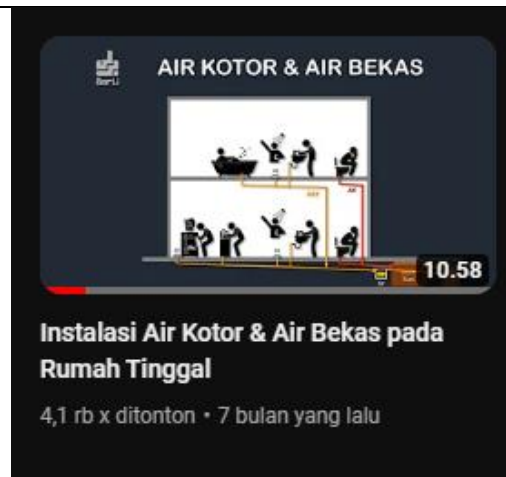 AIR KOTOR & AIR BEKAS
10.58
Instalasi Air Kotor & Air Bekas pada
Rumah Tinggal
4,1 rb x ditonton • 7 bulan yang lalu